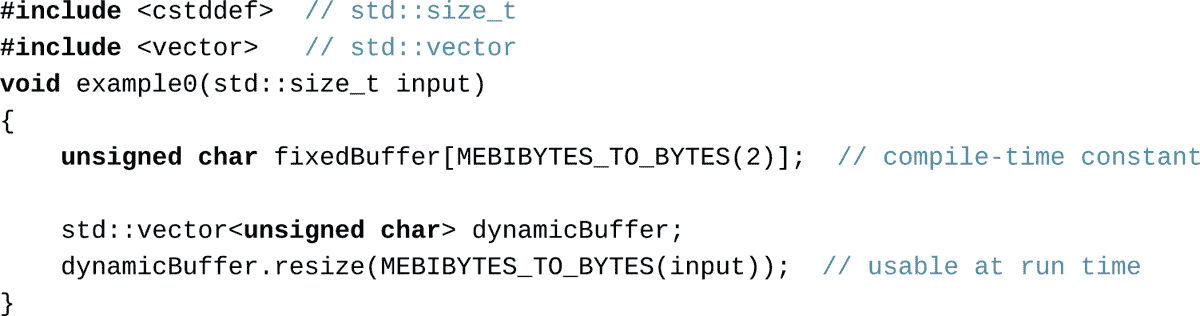 #include <cstddef>  // std::size_t
#include <vector>   // std::vector
void example0(std::size_t input)
{
    unsigned char fixedBuffer[MEBIBYTES_TO_BYTES(2)];  // compile-time constant

    std::vector<unsigned char> dynamicBuffer;
    dynamicBuffer.resize(MEBIBYTES_TO_BYTES(input));  // usable at run time
}